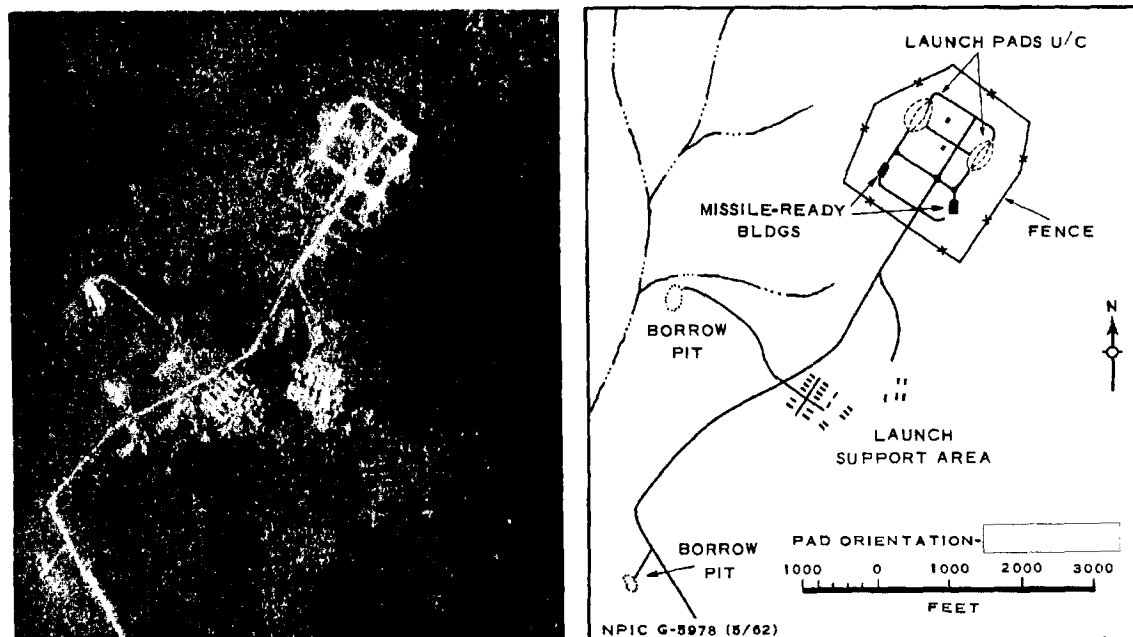 LAUNCH PADS U/C
MISSILE-READY
BLDGS
FENCE
N
BORROW
PIT
LAUNCH
SUPPORT AREA
BORROW
PIT
PAD ORIENTATION-
1000 0 1000 2000 3000
FEET
NPIC G-5978 (5/62)